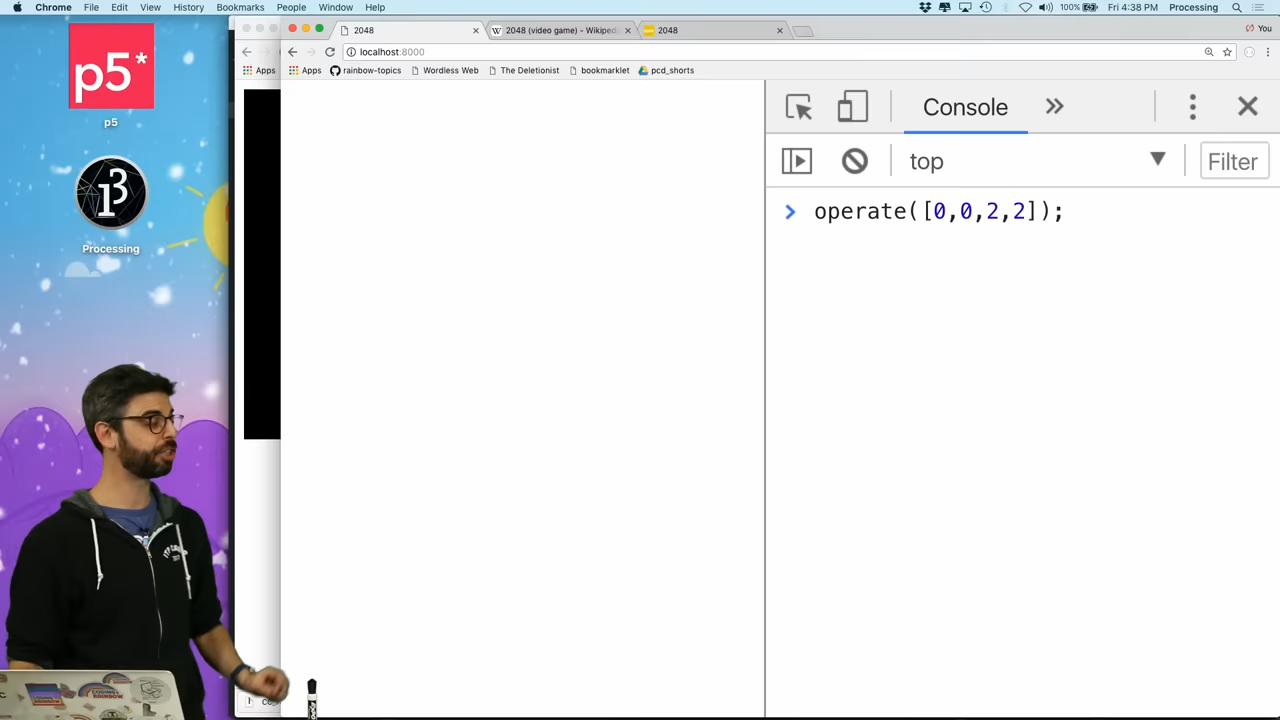 Chrome File Edit View History Bookmarks People Window Help 100% Fri 4:38 PM Processing
2048 2048 (video game) - Wikiped 2048 You
localhost:8000
Apps Apps rainbow-topics Wordless Web The Deletionist bookmarklet pcd_shorts
p5*
p5
Processing
Console
top Filter
operate([0,0,2,2]);